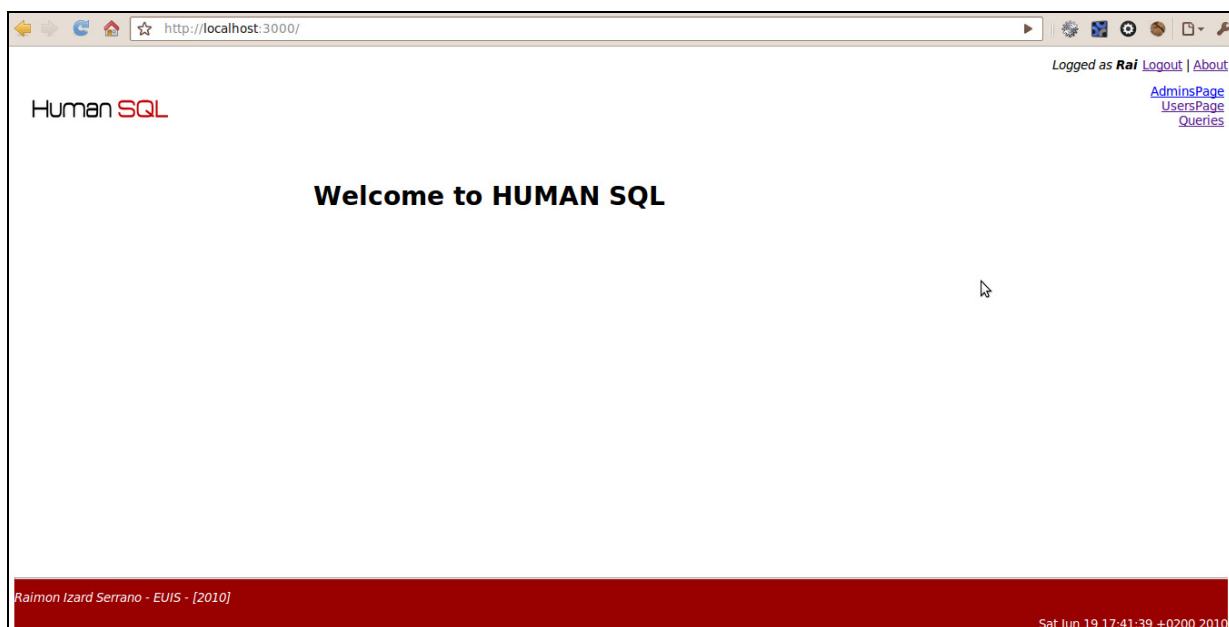 http://localhost:3000/
Logged as Rai Logout | About
Human SQL
AdminsPage
UsersPage
Queries
Welcome to HUMAN SQL
Raimon Izard Serrano - EUIS - [2010]
Sat Jun 19 17:41:39 +0200 2010